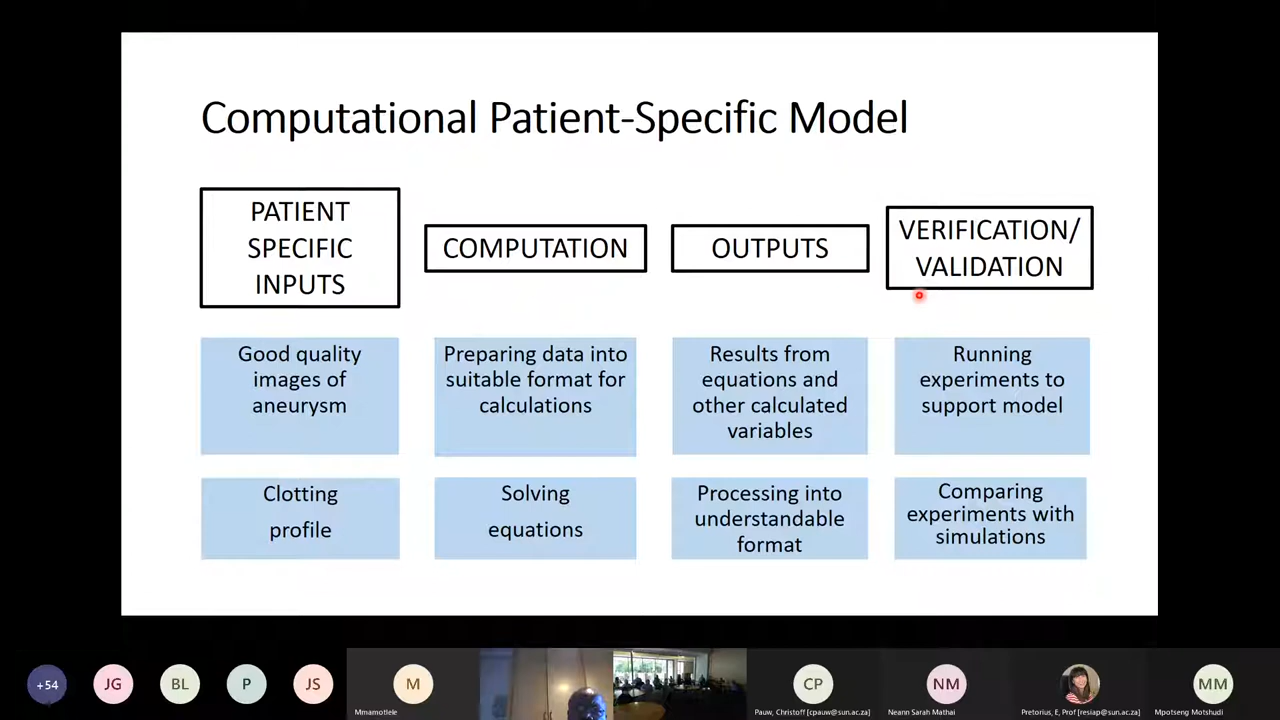 Computational Patient-Specific Model
PATIENT
SPECIFIC
INPUTS
COMPUTATION
OUTPUTS
VERIFICATION/
VALIDATION
Good quality
images of
aneurysm
Preparing data into
suitable format for
calculations
Results from
equations and
other calculated
variables
Running
experiments to
support model
Clotting
profile
Solving
equations
Processing into
understandable
format
Comparing
experiments with
simulations
+54
JG
BL
P
JS
M
Mmamotlele
CP
Pauw, Christoff [cpauw@sun.ac.za]
NM
Neann Sarah Mathai
Pretorius, E, Prof [resiap@sun.ac.za]
MM
Mpotseng Motshudi